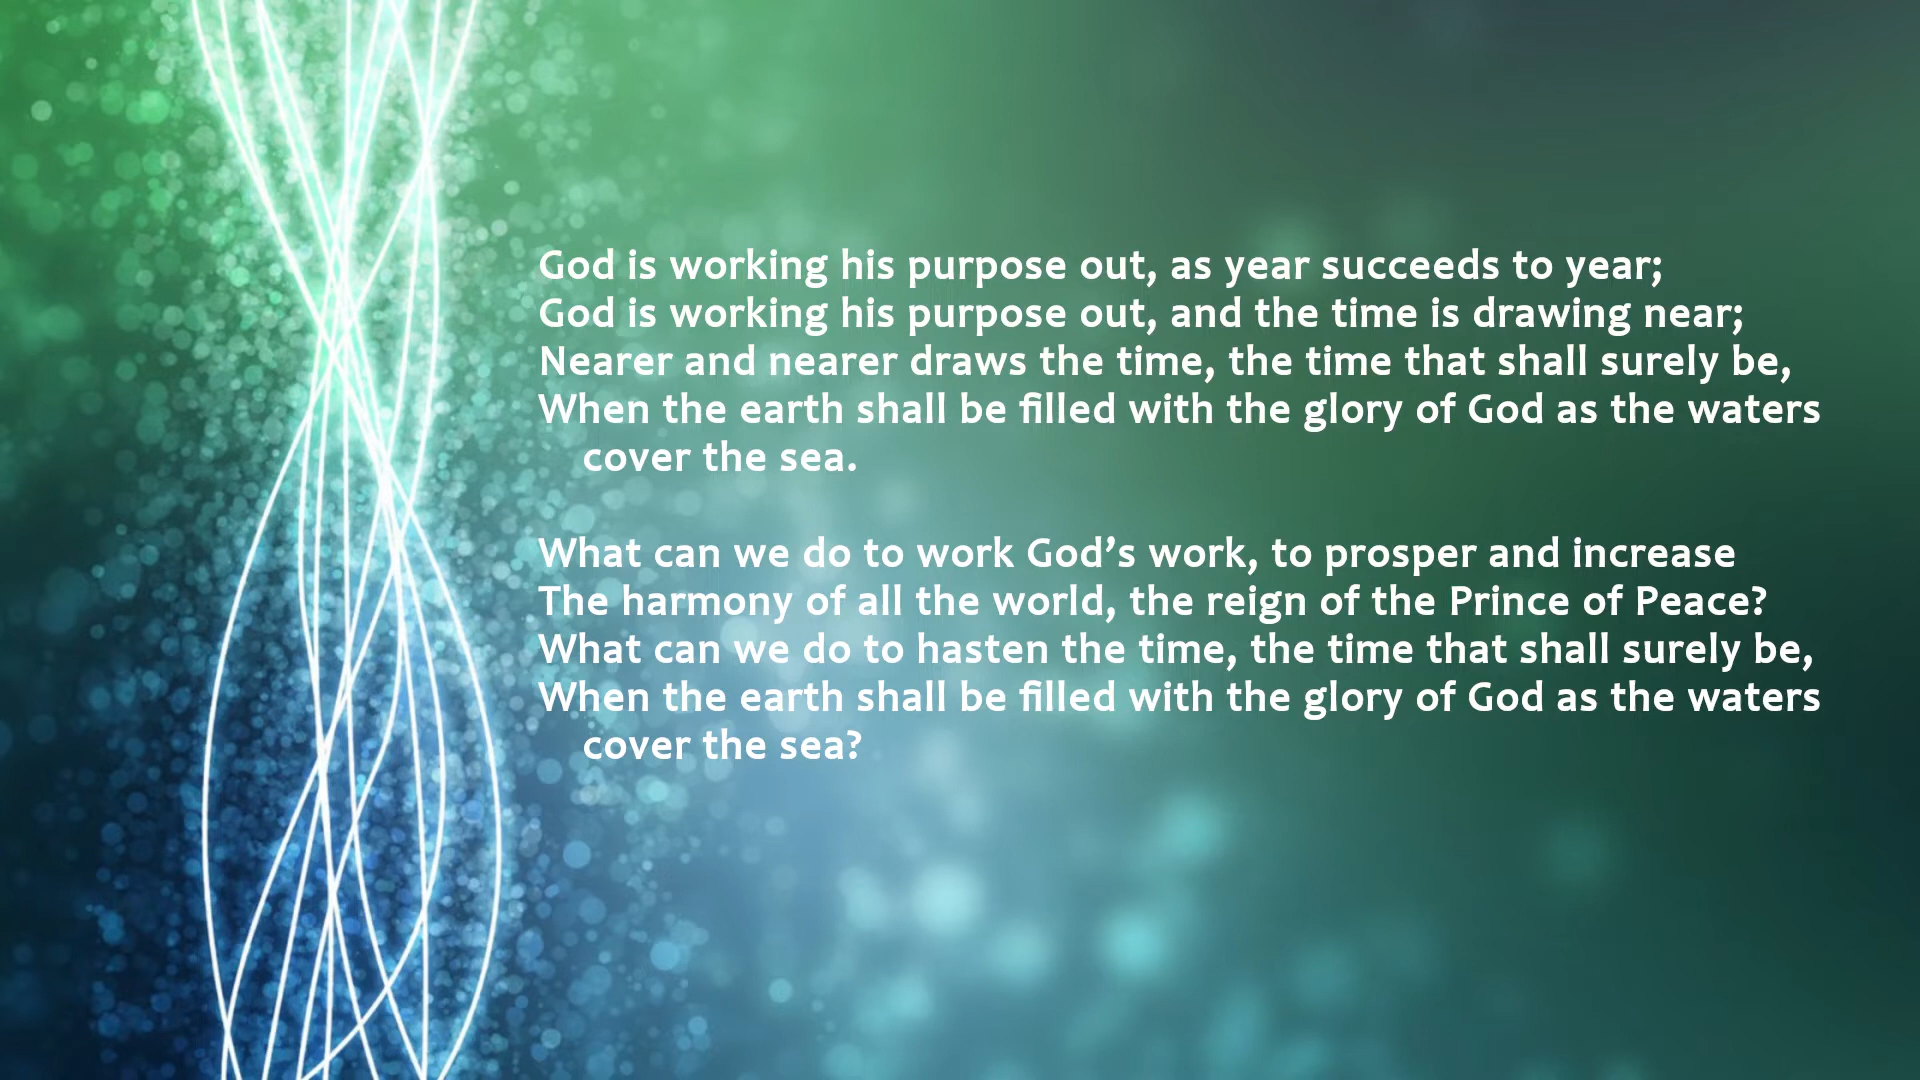 God is working his purpose out, as year succeeds to year;
God is working his purpose out, and the time is drawing near;
Nearer and nearer draws the time, the time that shall surely be,
When the earth shall be filled with the glory of God as the waters
cover the sea.
What can we do to work God’s work, to prosper and increase
The harmony of all the world, the reign of the Prince of Peace?
What can we do to hasten the time, the time that shall surely be,
When the earth shall be filled with the glory of God as the waters
cover the sea?